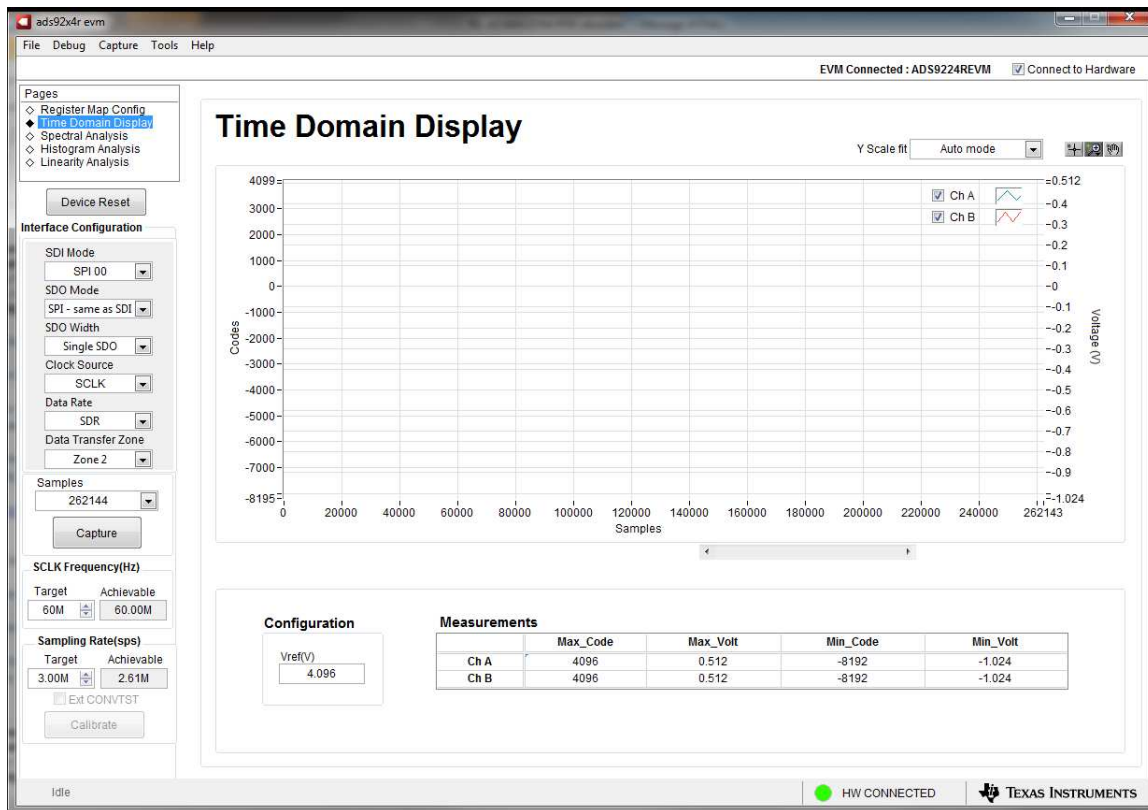 ads92x4r evm
File Debug Capture Tools Help
EVM Connected : ADS9224REVM Connect to Hardware
Pages
Register Map Config
Time Domain Display
Spectral Analysis
Histogram Analysis
Linearity Analysis
Device Reset
Interface Configuration
SDI Mode
SPI 00
SDO Mode
SPI - same as SDI
SDO Width
Single SDO
Clock Source
SCLK
Data Rate
SDR
Data Transfer Zone
Zone 2
Samples
262144
Capture
SCLK Frequency(Hz)
Target Achievable
60M 60.00M
Sampling Rate(sps)
Target Achievable
3.00M 2.61M
Ext CONVTST
Calibrate
Time Domain Display
Y Scale fit Auto mode
Ch A
Ch B
Codes
4099
3000
2000
1000
0
-1000
-2000
-3000
-4000
-5000
-6000
-7000
-8195
0 20000 40000 60000 80000 100000 120000 140000 160000 180000 200000 220000 240000 262143
Samples
0.512
0.4
0.3
0.2
0.1
0
-0.1
-0.2
-0.3
-0.4
-0.5
-0.6
-0.7
-0.8
-0.9
-1.024
Voltage (V)
Configuration
Vref(V)
4.096
Measurements
Max_Code Max_Volt Min_Code Min_Volt
Ch A 4096 0.512 -8192 -1.024
Ch B 4096 0.512 -8192 -1.024
Idle
HW CONNECTED
TEXAS INSTRUMENTS